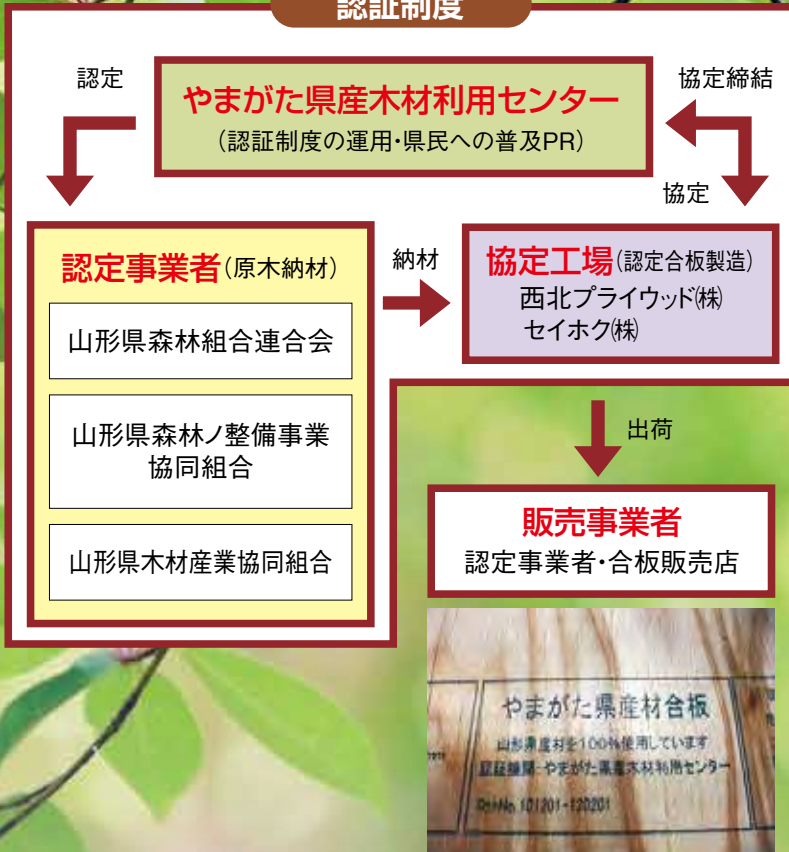 認証制度
認定
やまがた県産木材利用センター
(認証制度の運用・県民への普及PR)
協定締結
協定
認定事業者(原木納材)
山形県森林組合連合会
山形県森林ノ整備事業
協同組合
山形県木材産業協同組合
納材
協定工場(認定合板製造)
西北プライウッド㈱
セイホク㈱
出荷
販売事業者
認定事業者・合板販売店
やまがた県産材合板
山形県産材を100%使用しています
認証機関・やまがた県産木材利用センター
101201-120201